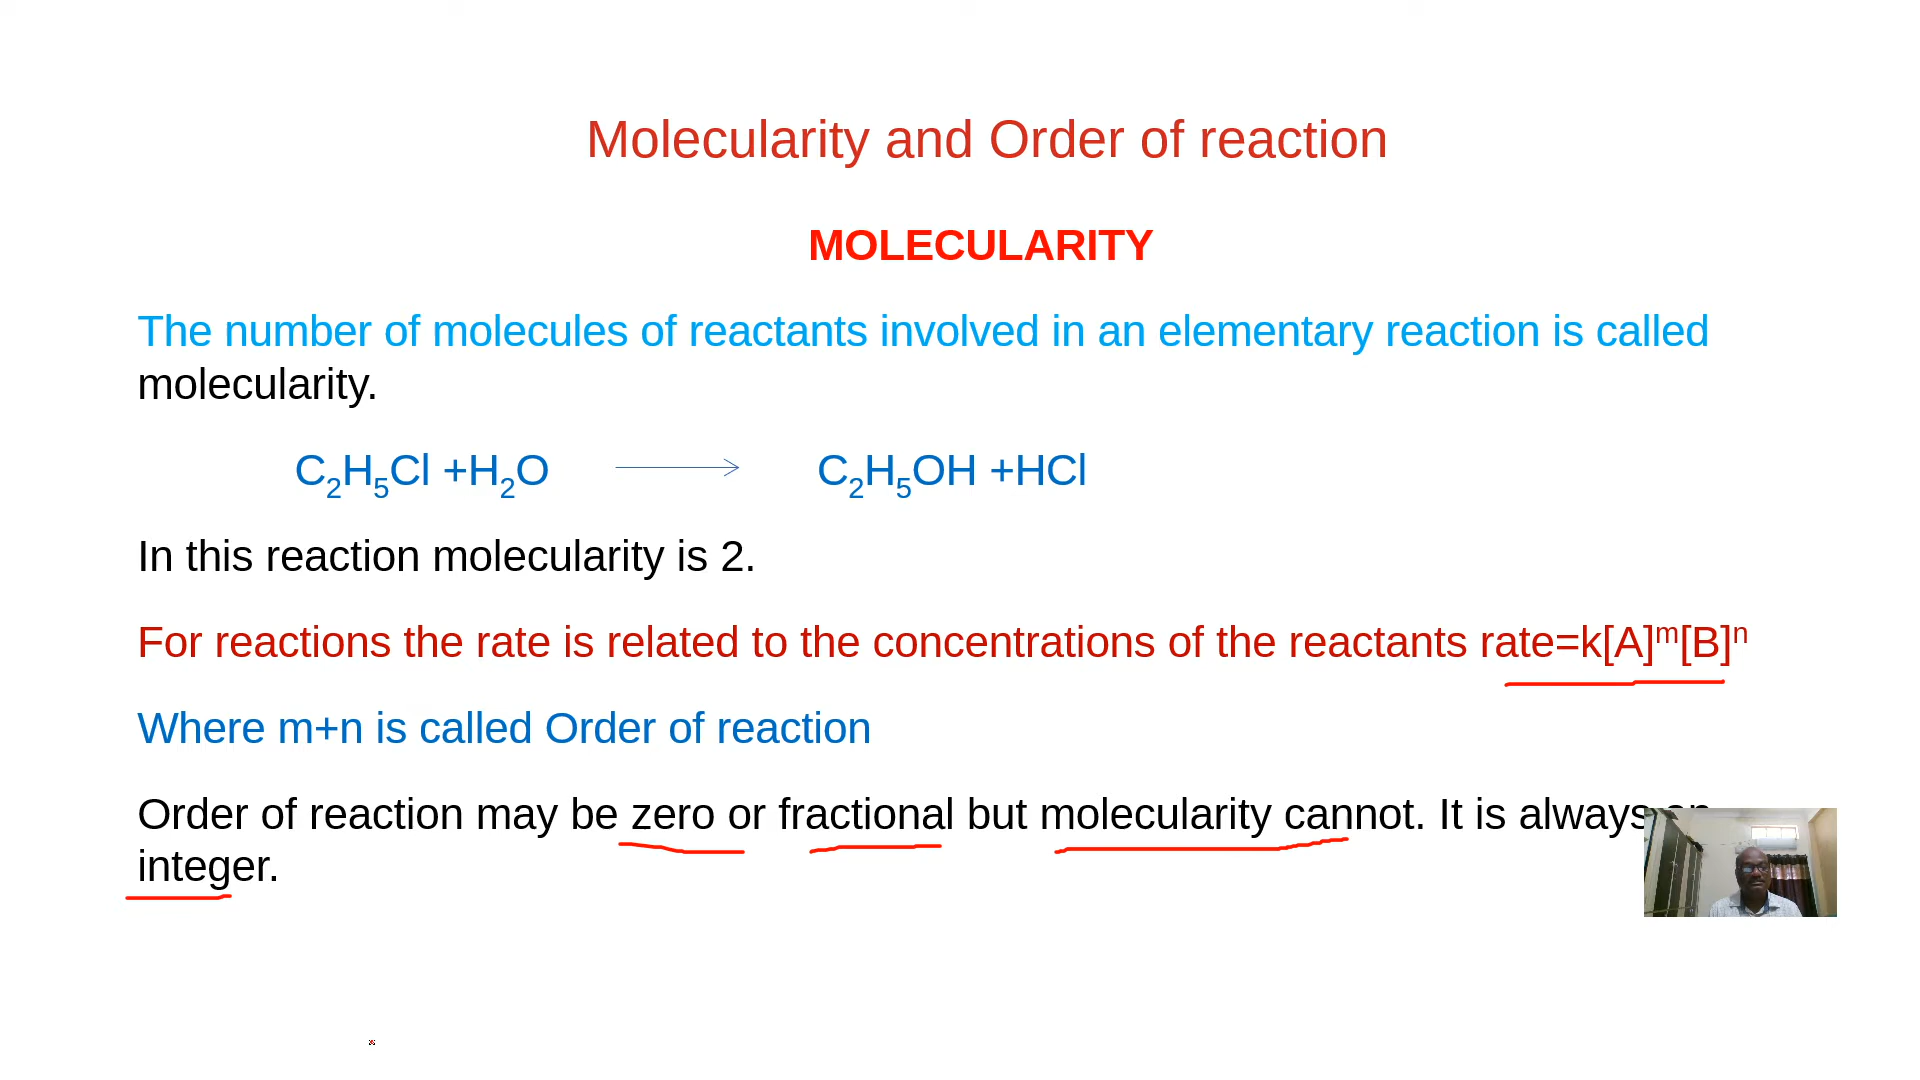 Molecularity and Order of reaction
MOLECULARITY
The number of molecules of reactants involved in an elementary reaction is called
molecularity.
C₂H₅Cl +H₂O ⟶ C₂H₅OH +HCl
In this reaction molecularity is 2.
For reactions the rate is related to the concentrations of the reactants rate=k[A]ᵐ[B]ⁿ
Where m+n is called Order of reaction
Order of reaction may be zero or fractional but molecularity cannot. It is always an
integer.